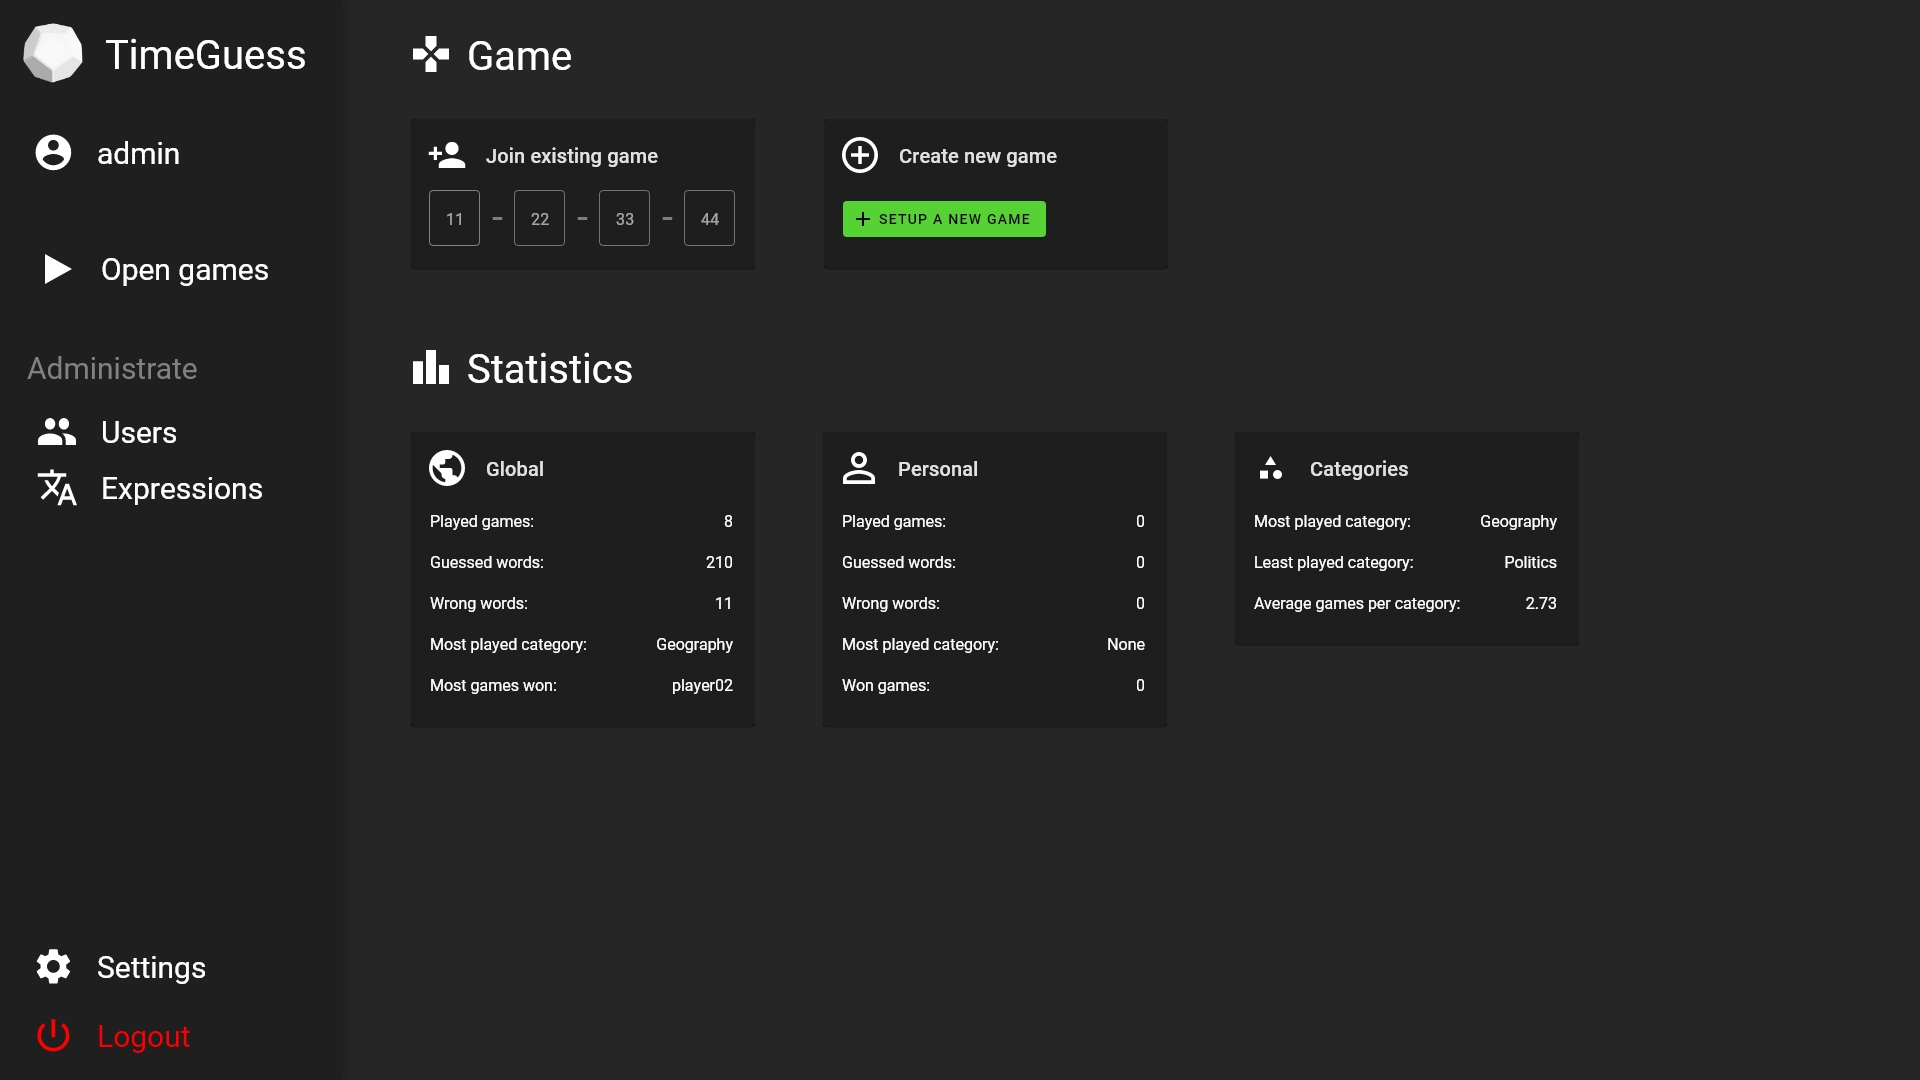 TimeGuess
admin
Open games
Administrate
Users
Expressions
Settings
Logout
Game
Join existing game
11 - 22 - 33 - 44
Create new game
SETUP A NEW GAME
Statistics
Global
Played games: 8
Guessed words: 210
Wrong words: 11
Most played category: Geography
Most games won: player02
Personal
Played games: 0
Guessed words: 0
Wrong words: 0
Most played category: None
Won games: 0
Categories
Most played category: Geography
Least played category: Politics
Average games per category: 2.73